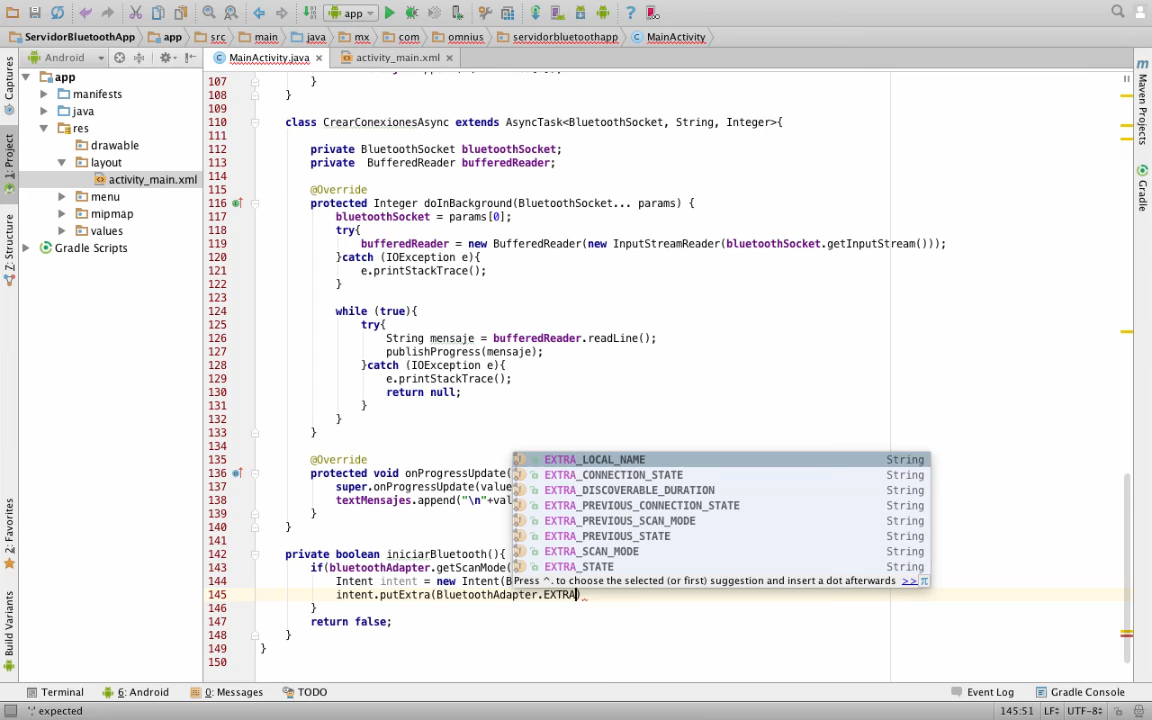 app
ServidorBluetoothApp app src main java mx com omnius servidorbluetoothapp MainActivity
Android
MainActivity.java activity_main.xml
Captures
1: Project
Z: Structure
2: Favorites
Build Variants
Maven Projects
Gradle
app
manifests
java
res
drawable
layout
activity_main.xml
menu
mipmap
values
Gradle Scripts
107 }
108 }
109
110 class CrearConexionesAsync extends AsyncTask<BluetoothSocket, String, Integer>{
111
112 private BluetoothSocket bluetoothSocket;
113 private BufferedReader bufferedReader;
114
115 @Override
116 protected Integer doInBackground(BluetoothSocket... params) {
117 bluetoothSocket = params[0];
118 try{
119 bufferedReader = new BufferedReader(new InputStreamReader(bluetoothSocket.getInputStream()));
120 }catch (IOException e){
121 e.printStackTrace();
122 }
123
124 while (true){
125 try{
126 String mensaje = bufferedReader.readLine();
127 publishProgress(mensaje);
128 }catch (IOException e){
129 e.printStackTrace();
130 return null;
131 }
132 }
133 }
134
135 @Override
136 protected void onProgressUpdate(
137 super.onProgressUpdate(value
138 textMensajes.append("\n"+val
139 }
140 }
141
142 private boolean iniciarBluetooth(){
143 if(bluetoothAdapter.getScanMode(
144 Intent intent = new Intent(B
145 intent.putExtra(BluetoothAdapter.EXTRA)
146 }
147 return false;
148 }
149 }
150
EXTRA_LOCAL_NAME String
EXTRA_CONNECTION_STATE String
EXTRA_DISCOVERABLE_DURATION String
EXTRA_PREVIOUS_CONNECTION_STATE String
EXTRA_PREVIOUS_SCAN_MODE String
EXTRA_PREVIOUS_STATE String
EXTRA_SCAN_MODE String
EXTRA_STATE String
Press ^. to choose the selected (or first) suggestion and insert a dot afterwards >> π
Terminal 6: Android 0: Messages TODO Event Log Gradle Console
';' expected 145:51 LF UTF-8